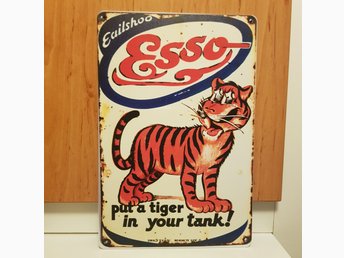 Esso
put a tiger
in your tank!